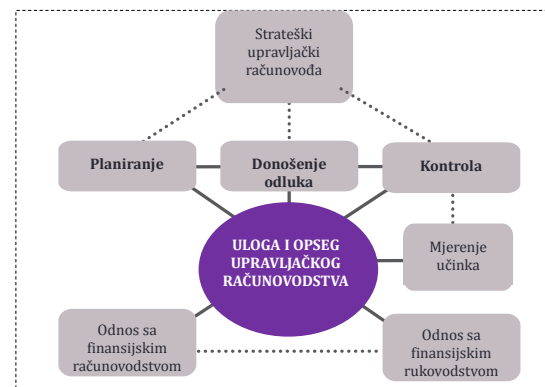 Strateški
upravljački
računovođa
Planiranje
Donošenje
odluka
Kontrola
ULOGA I OPSEG
UPRAVLJAČKOG
RAČUNOVODSTVA
Mjerenje
učinka
Odnos sa
finansijskim
računovodstvom
Odnos sa
finansijskim
rukovodstvom